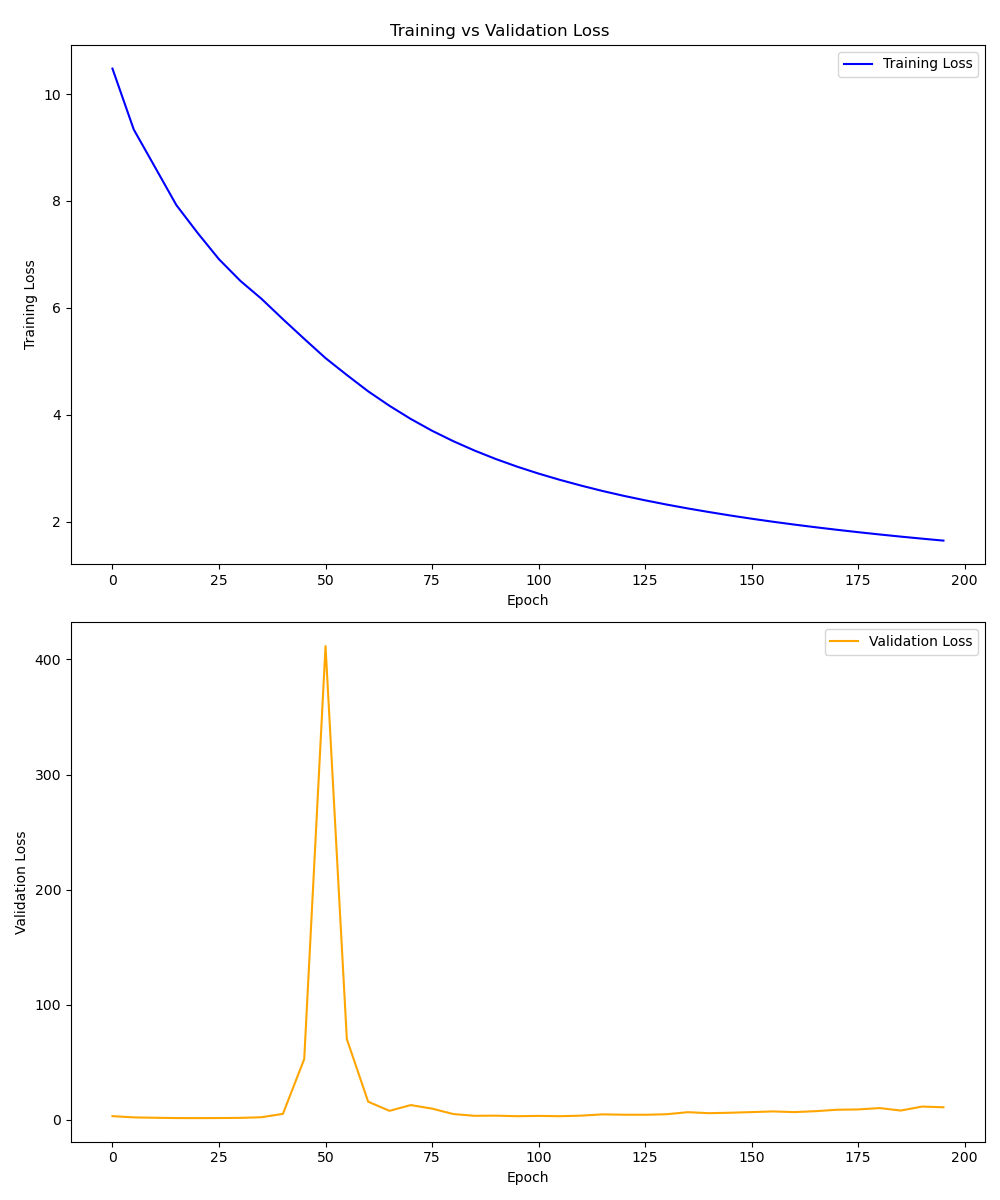 Training vs Validation Loss
Training Loss
10
8
6
4
2
Training Loss
0 25 50 75 100 125 150 175 200
Epoch
Validation Loss
400
300
200
100
0
Validation Loss
0 25 50 75 100 125 150 175 200
Epoch